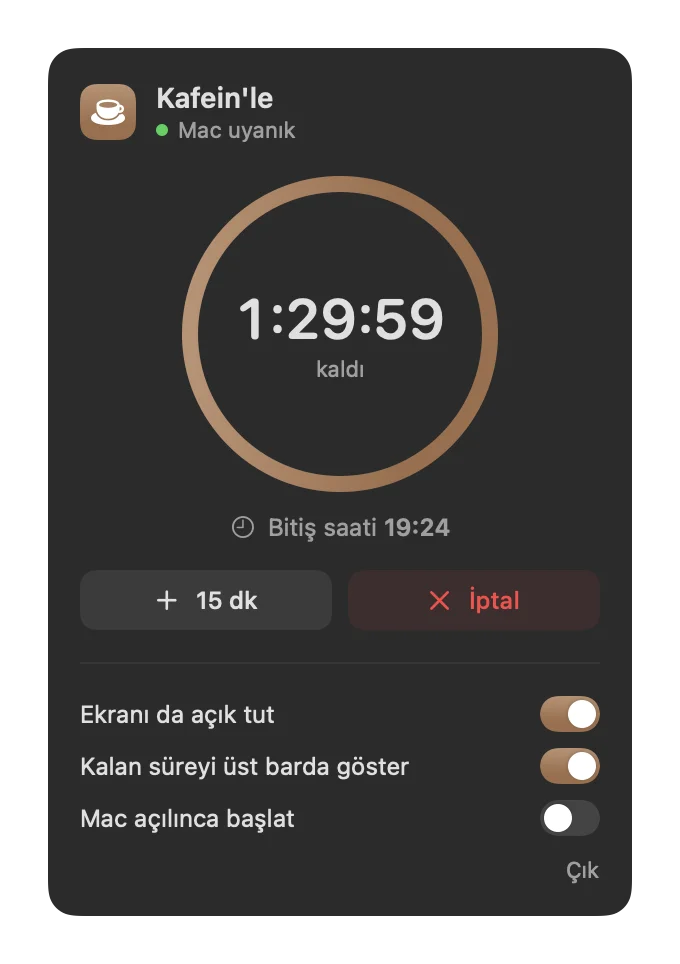 Kafein'le
Mac uyanık
1:29:59
kaldı
Bitiş saati 19:24
+ 15 dk
İptal
Ekranı da açık tut
Kalan süreyi üst barda göster
Mac açılınca başlat
Çık